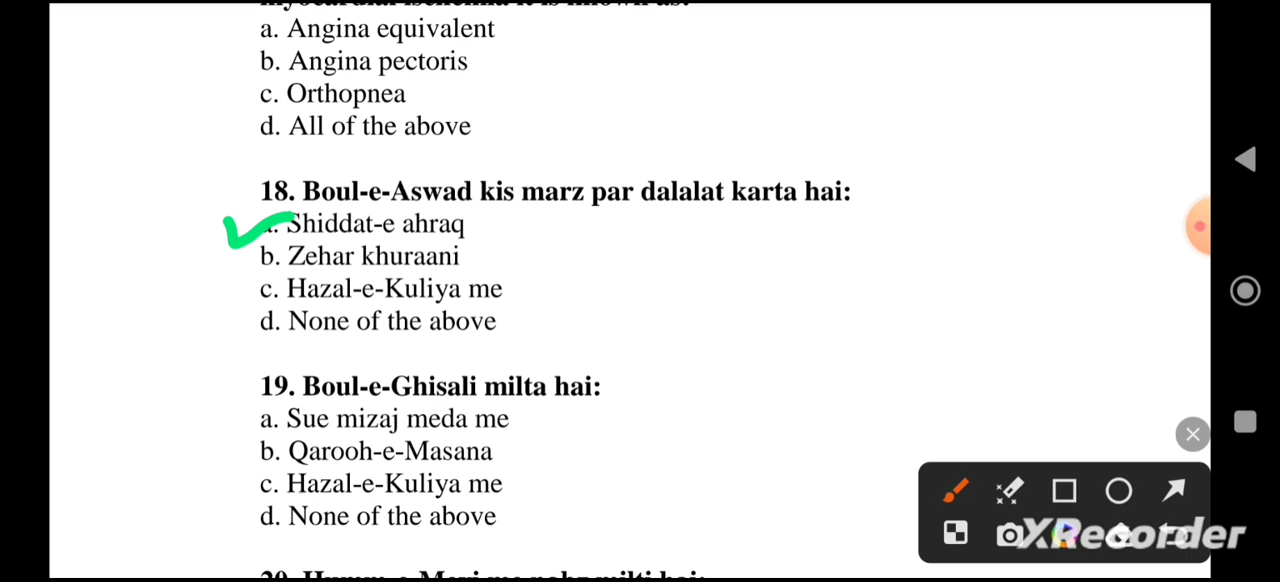 a. Angina equivalent
b. Angina pectoris
c. Orthopnea
d. All of the above
18. Boul-e-Aswad kis marz par dalalat karta hai:
a. Shiddat-e ahraq
b. Zehar khuraani
c. Hazal-e-Kuliya me
d. None of the above
19. Boul-e-Ghisali milta hai:
a. Sue mizaj meda me
b. Qarooh-e-Masana
c. Hazal-e-Kuliya me
d. None of the above
XRecorder